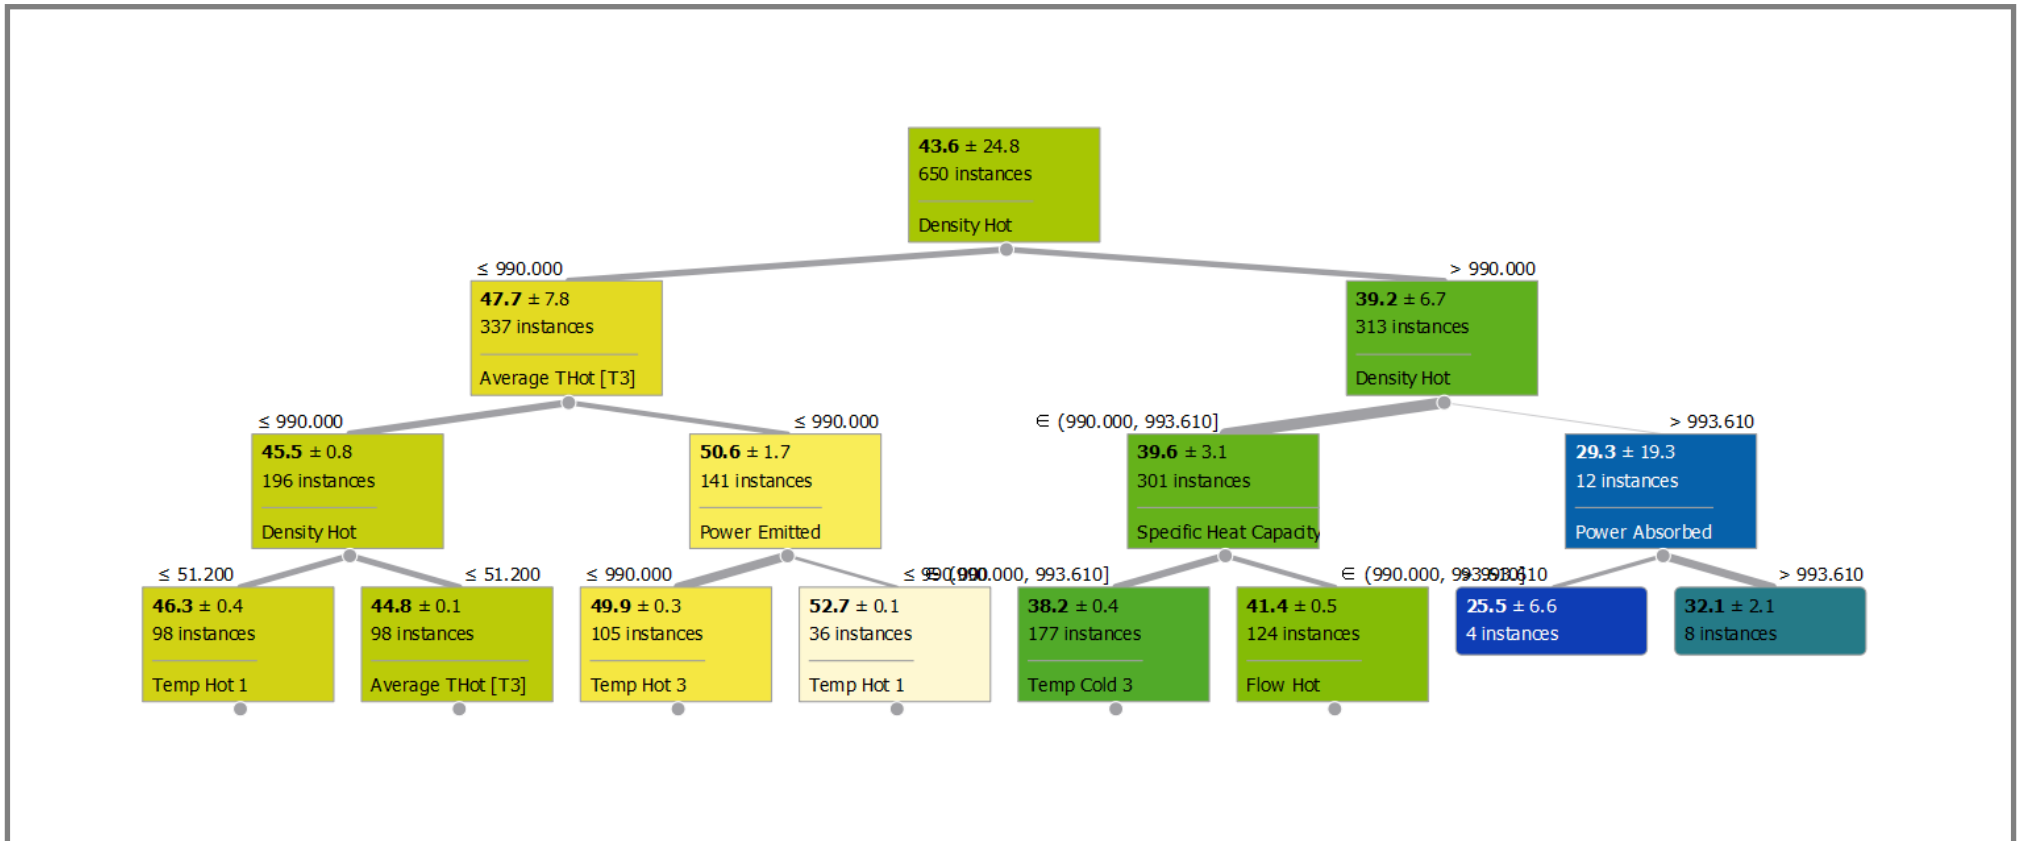 43.6 ± 24.8
650 instances
Density Hot
≤ 990.000
> 990.000
47.7 ± 7.8
337 instances
Average THot [T3]
39.2 ± 6.7
313 instances
Density Hot
≤ 990.000
≤ 990.000
∈ (990.000, 993.610]
> 993.610
45.5 ± 0.8
196 instances
Density Hot
50.6 ± 1.7
141 instances
Power Emitted
39.6 ± 3.1
301 instances
Specific Heat Capacity
29.3 ± 19.3
12 instances
Power Absorbed
≤ 51.200
≤ 51.200
≤ 990.000
≤ 990.000
∈ (990.000, 993.610]
∈ (990.000, 993.610]
> 993.610
> 993.610
46.3 ± 0.4
98 instances
Temp Hot 1
44.8 ± 0.1
98 instances
Average THot [T3]
49.9 ± 0.3
105 instances
Temp Hot 3
52.7 ± 0.1
36 instances
Temp Hot 1
38.2 ± 0.4
177 instances
Temp Cold 3
41.4 ± 0.5
124 instances
Flow Hot
25.5 ± 6.6
4 instances
32.1 ± 2.1
8 instances